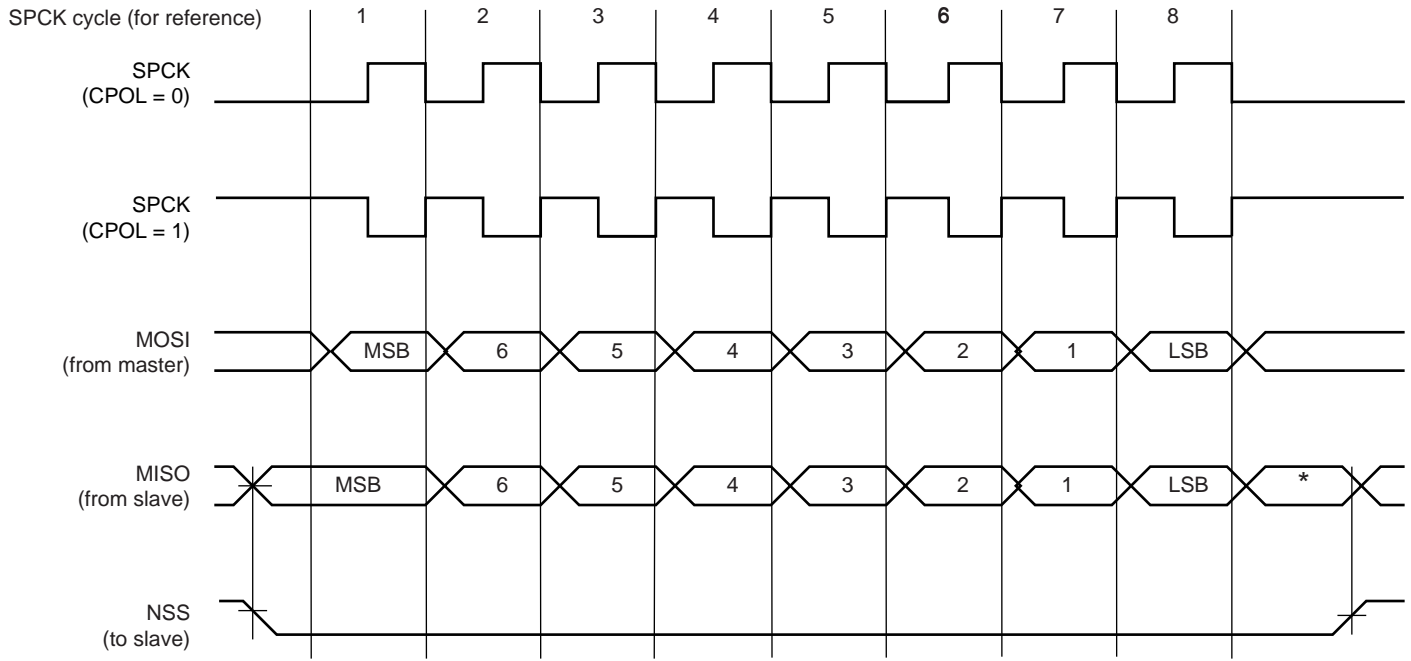 SPCK cycle (for reference) 1 2 3 4 5 6 7 8
SPCK
(CPOL = 0)
SPCK
(CPOL = 1)
MOSI
(from master)
MSB 6 5 4 3 2 1 LSB
MISO
(from slave)
MSB 6 5 4 3 2 1 LSB *
NSS
(to slave)